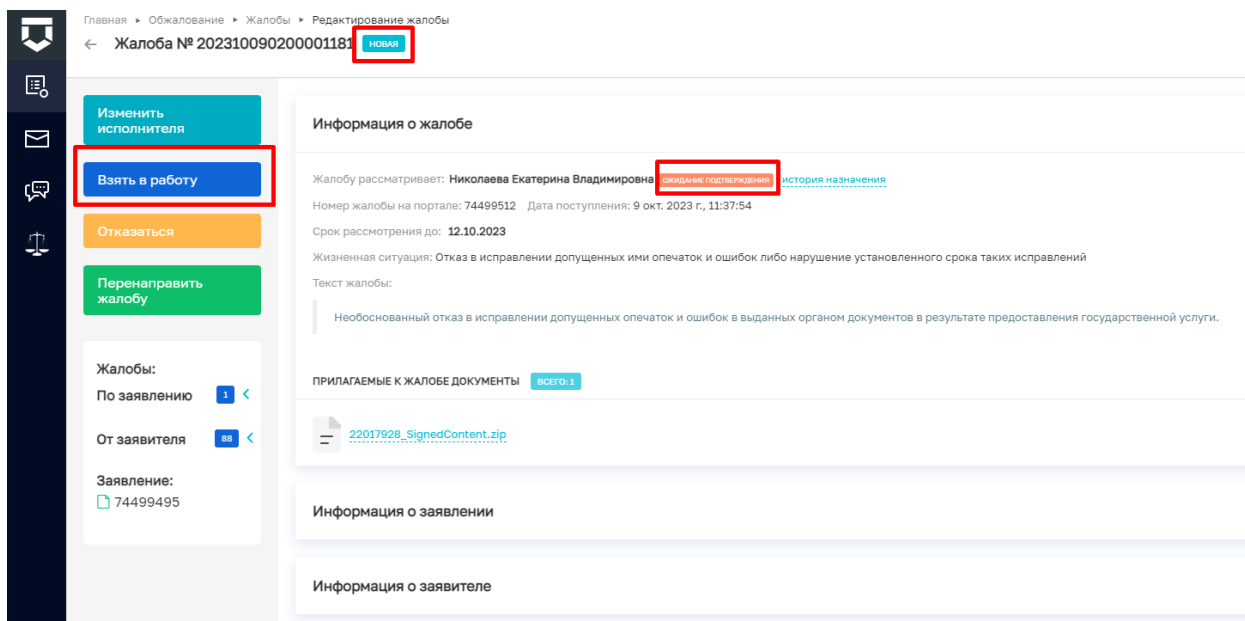 Главная ▸ Обжалование ▸ Жалобы ▸ Редактирование жалобы
← Жалоба № 202310090200001181 НОВАЯ
Изменить
исполнителя
Взять в работу
Отказаться
Перенаправить
жалобу
Жалобы:
По заявлению 1
От заявителя 88
Заявление:
74499495
Информация о жалобе
Жалобу рассматривает: Николаева Екатерина Владимировна ОЖИДАНИЕ ПОДТВЕРЖДЕНИЯ история назначения
Номер жалобы на портале: 74499512 Дата поступления: 9 окт. 2023 г., 11:37:54
Срок рассмотрения до: 12.10.2023
Жизненная ситуация: Отказ в исправлении допущенных ими опечаток и ошибок либо нарушение установленного срока таких исправлений
Текст жалобы:
Необоснованный отказ в исправлении допущенных опечаток и ошибок в выданных органом документов в результате предоставления государственной услуги.
ПРИЛАГАЕМЫЕ К ЖАЛОБЕ ДОКУМЕНТЫ ВСЕГО: 1
22017928_SignedContent.zip
Информация о заявлении
Информация о заявителе